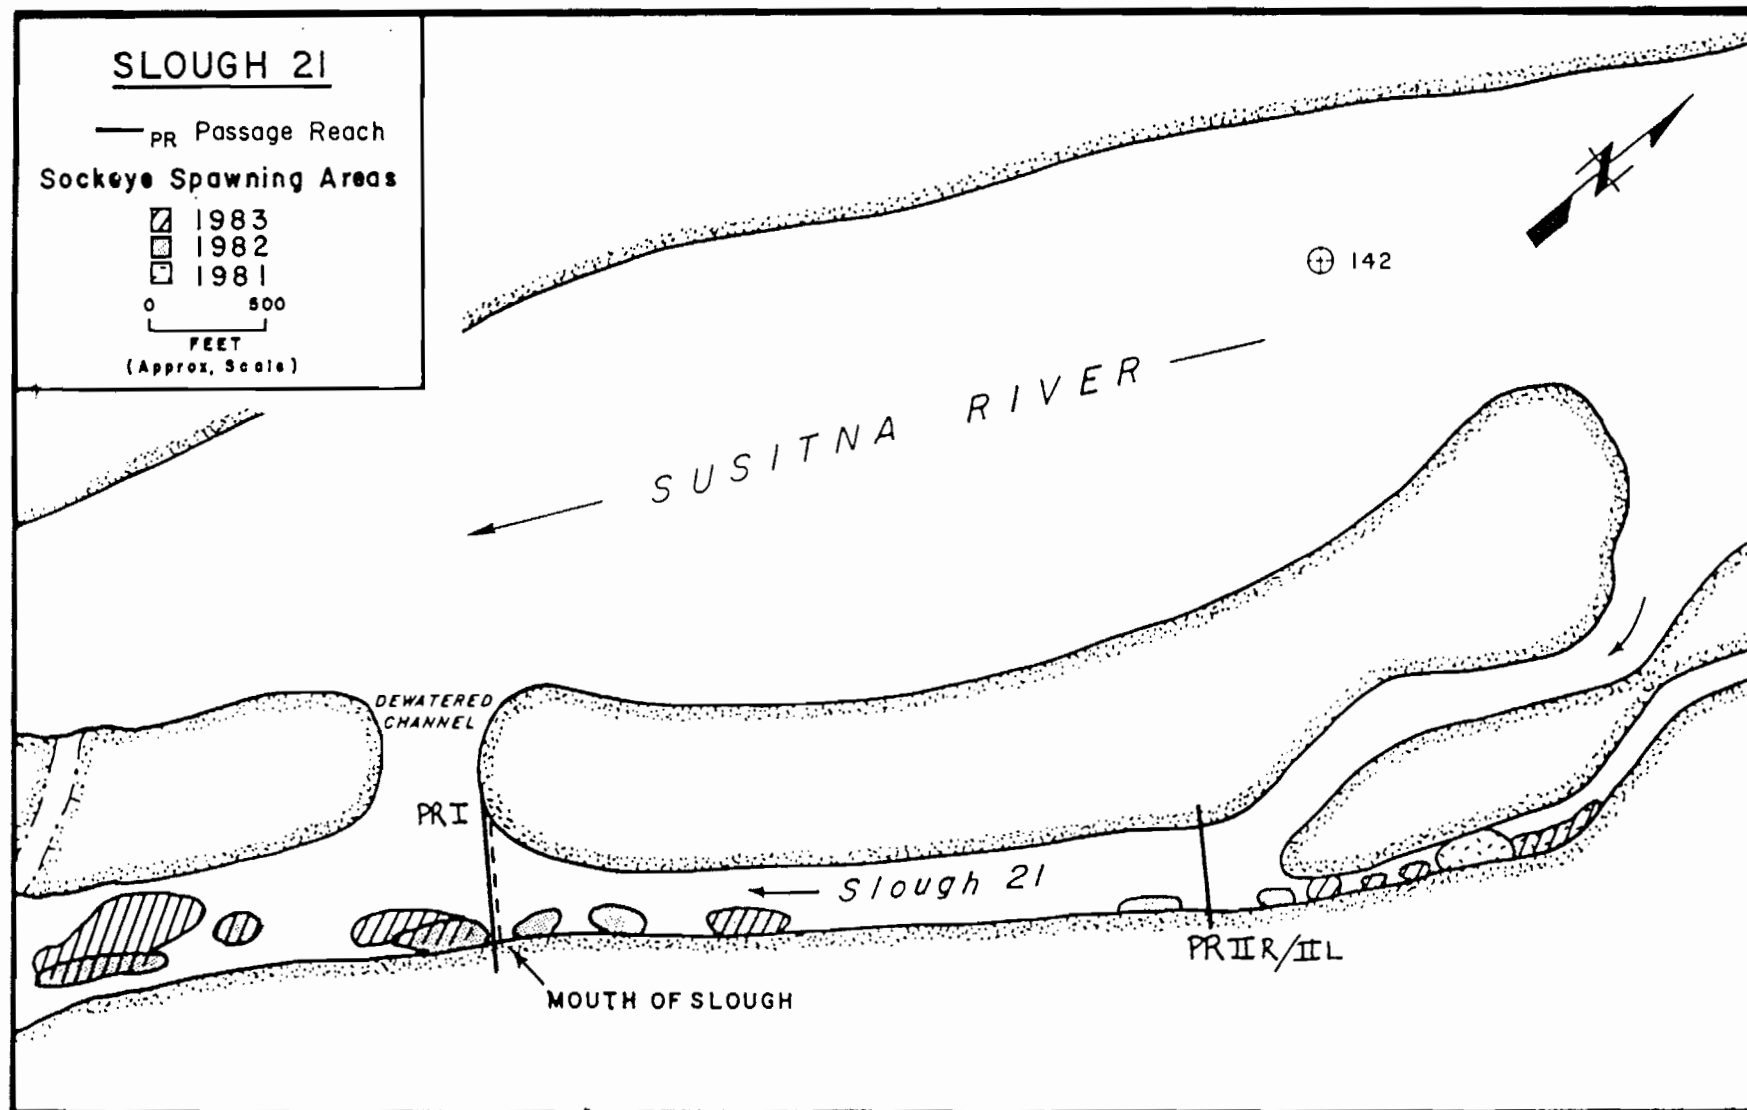 SLOUGH 21
PR Passage Reach
Sockeye Spawning Areas
1983
1982
1981
0 500
FEET
(Approx. Scale)
N
142
SUSITNA RIVER
DEWATERED
CHANNEL
PR I
Slough 21
PR II R/II L
MOUTH OF SLOUGH